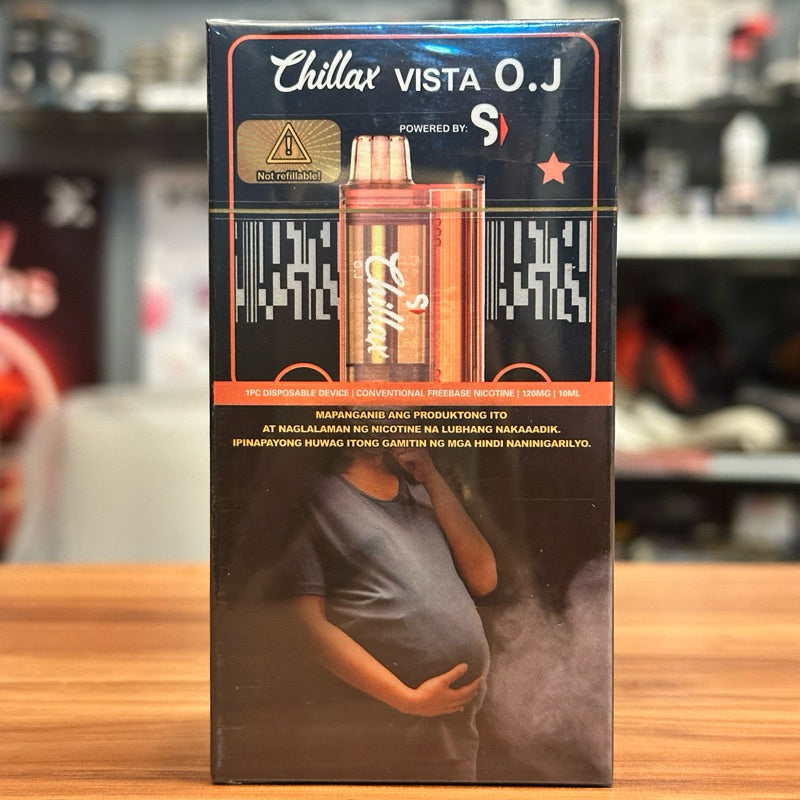 Chillax VISTA O.J
POWERED BY: S
Not refillable!
Chillax
O.J
S
1PC DISPOSABLE DEVICE | CONVENTIONAL FREEBASE NICOTINE | 120MG | 10ML
MAPANGANIB ANG PRODUKTONG ITO
AT NAGLALAMAN NG NICOTINE NA LUBHANG NAKAAADIK.
IPINAPAYONG HUWAG ITONG GAMITIN NG MGA HINDI NANINIGARILYO.